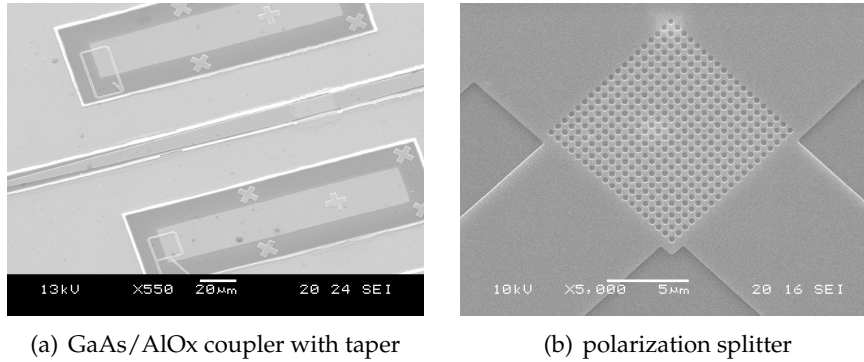 13kV X550 20μm 20 24 SEI
10kV X5,000 5μm 20 16 SEI
(a) GaAs/AlOx coupler with taper
(b) polarization splitter